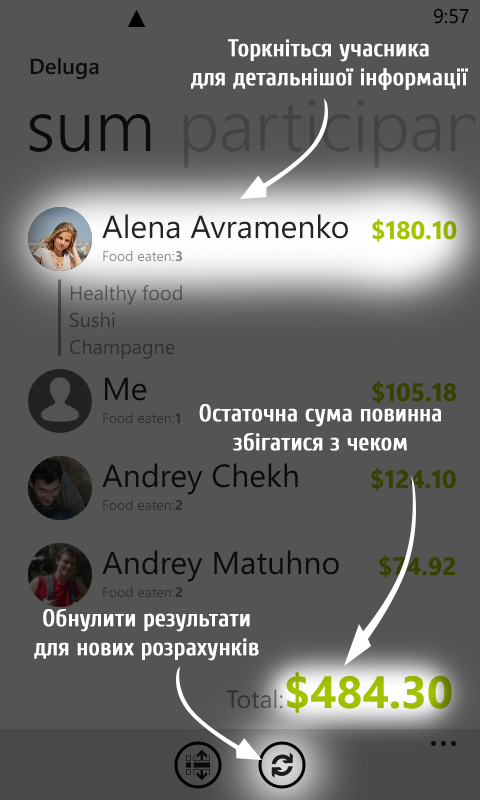 9:57
Торкніться учасника
для детальнішої інформації
Deluga
sum participan
Alena Avramenko $180.10
Food eaten:3
Healthy food
Sushi
Champagne
Me $105.18
Food eaten:1
Остаточна сума повинна
збігатися з чеком
Andrey Chekh $124.10
Food eaten:2
Andrey Matuhno $74.92
Food eaten:2
Обнулити результати
для нових розрахунків
Total:$484.30